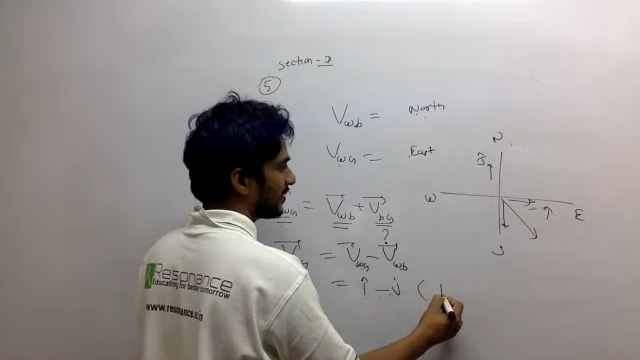 Section - 2
5
V_wb = North
V_wG = East
V_wG = V_wb + V_bG
?
= V_wG - V_wb
= î - ĵ (
N
ĵ
W
î
E
S
Resonance
Educating for better tomorrow
www.resonance.ac.in